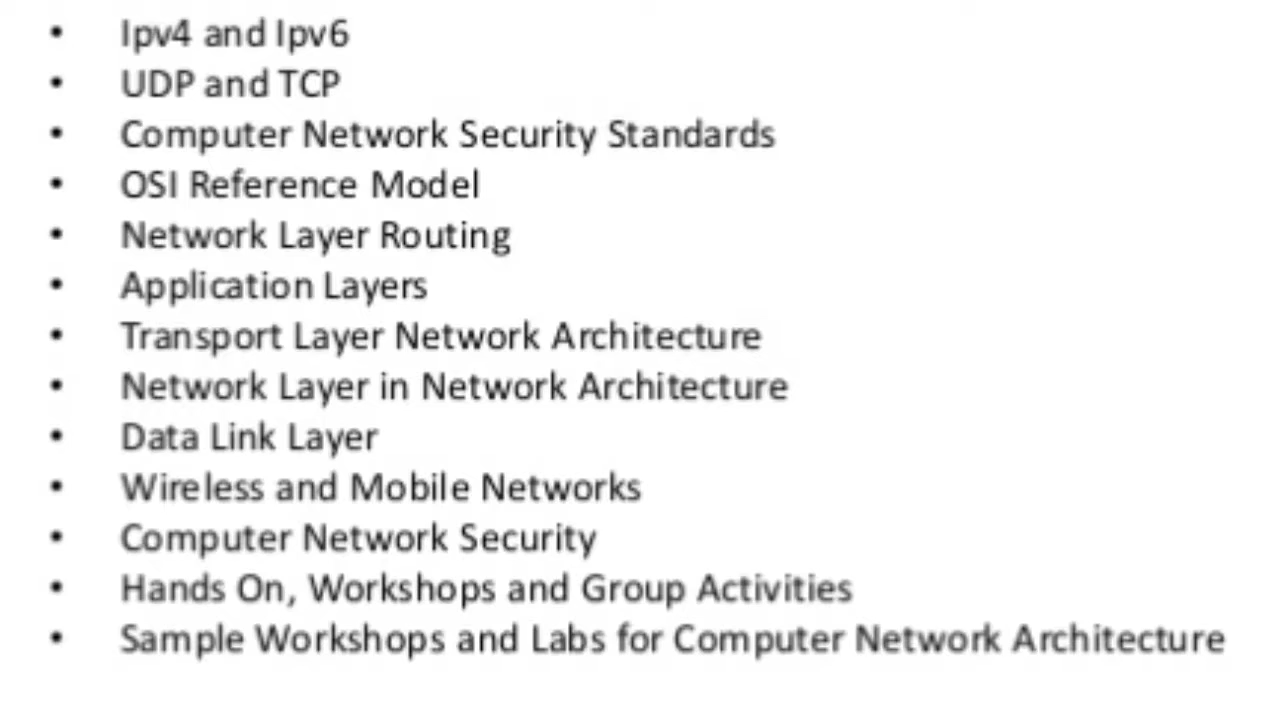 • Ipv4 and Ipv6
• UDP and TCP
• Computer Network Security Standards
• OSI Reference Model
• Network Layer Routing
• Application Layers
• Transport Layer Network Architecture
• Network Layer in Network Architecture
• Data Link Layer
• Wireless and Mobile Networks
• Computer Network Security
• Hands On, Workshops and Group Activities
• Sample Workshops and Labs for Computer Network Architecture